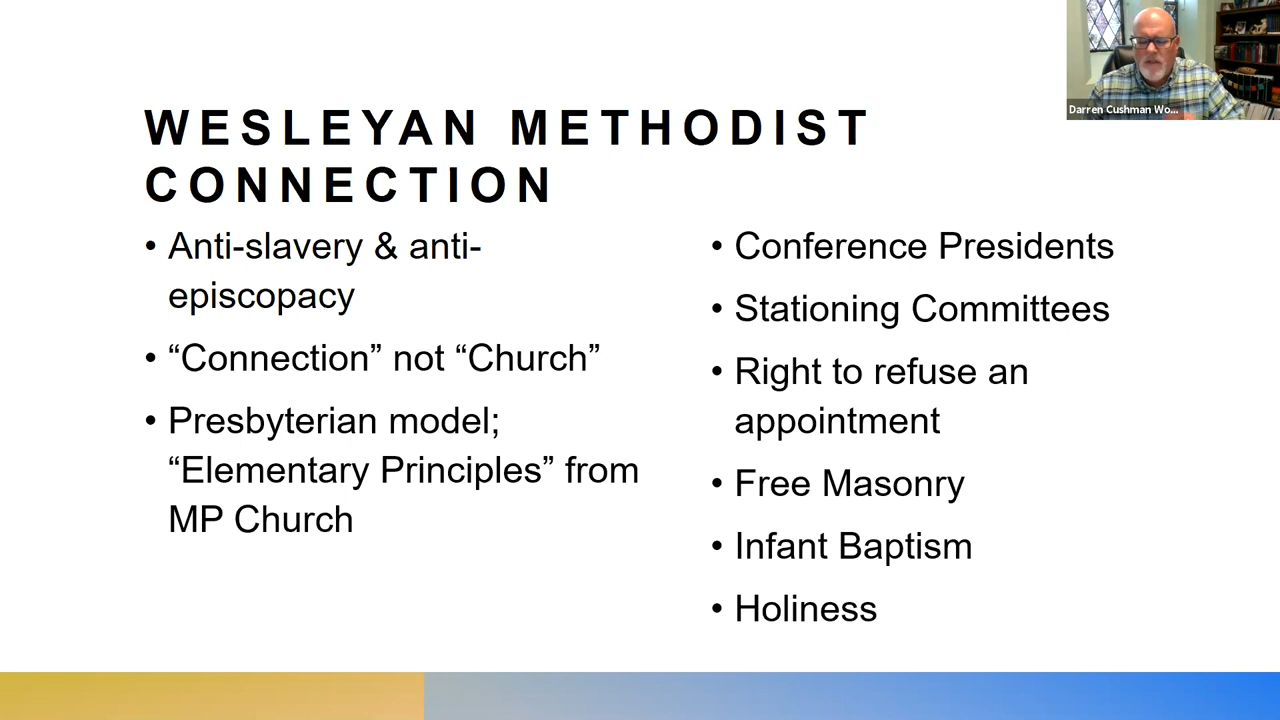 WESLEYAN METHODIST
CONNECTION
• Anti-slavery & anti-
episcopacy
• “Connection” not “Church”
• Presbyterian model;
“Elementary Principles” from
MP Church
• Conference Presidents
• Stationing Committees
• Right to refuse an
appointment
• Free Masonry
• Infant Baptism
• Holiness
Darren Cushman Wo...